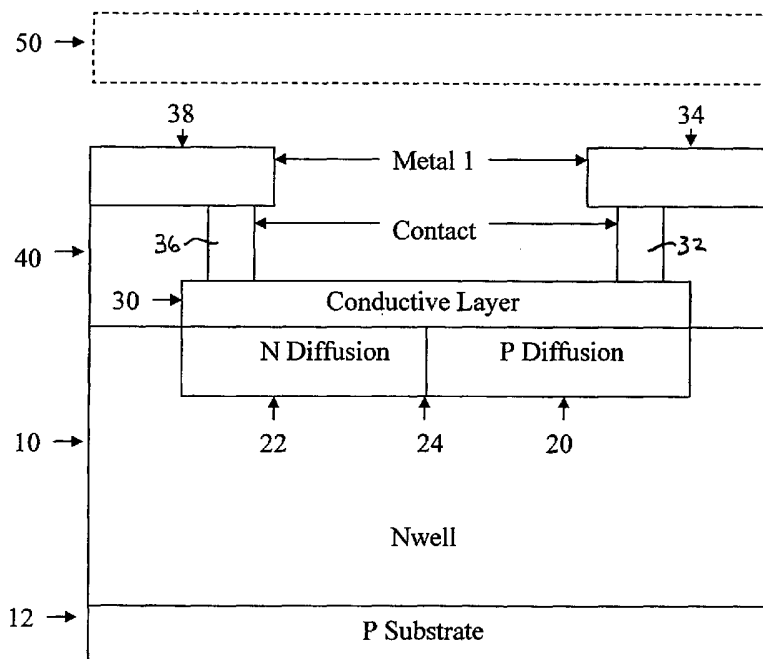 50
38
34
Metal 1
36
Contact
32
40
30
Conductive Layer
N Diffusion
P Diffusion
22
24
20
10
Nwell
12
P Substrate